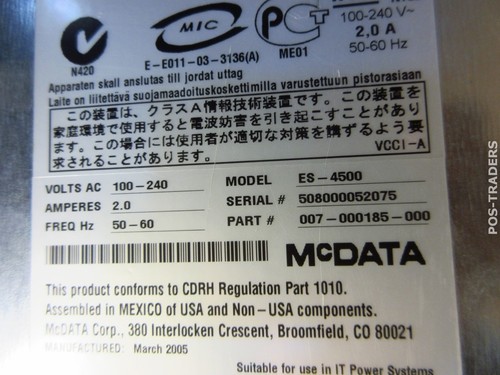 N420
MIC
E-E011-03-3136(A)
PCT
ME01
100-240 V~
2,0 A
50-60 Hz
Apparaten skall anslutas till jordat uttag
Laite on liitettävä suojamaadoituskoskettimilla varustettuun pistorasiaan
この装置は、クラスA情報技術装置です。この装置を
家庭環境で使用すると電波妨害を引き起こすことがあり
ます。この場合には使用者が適切な対策を講ずるよう要
求されることがあります。 VCCI-A
VOLTS AC 100-240 MODEL ES-4500
AMPERES 2.0 SERIAL # 508000052075
FREQ Hz 50-60 PART # 007-000185-000
McDATA
This product conforms to CDRH Regulation Part 1010.
Assembled in MEXICO of USA and Non-USA components.
McDATA Corp., 380 Interlocken Crescent, Broomfield, CO 80021
MANUFACTURED: March 2005
Suitable for use in IT Power Systems
POS-TRADERS